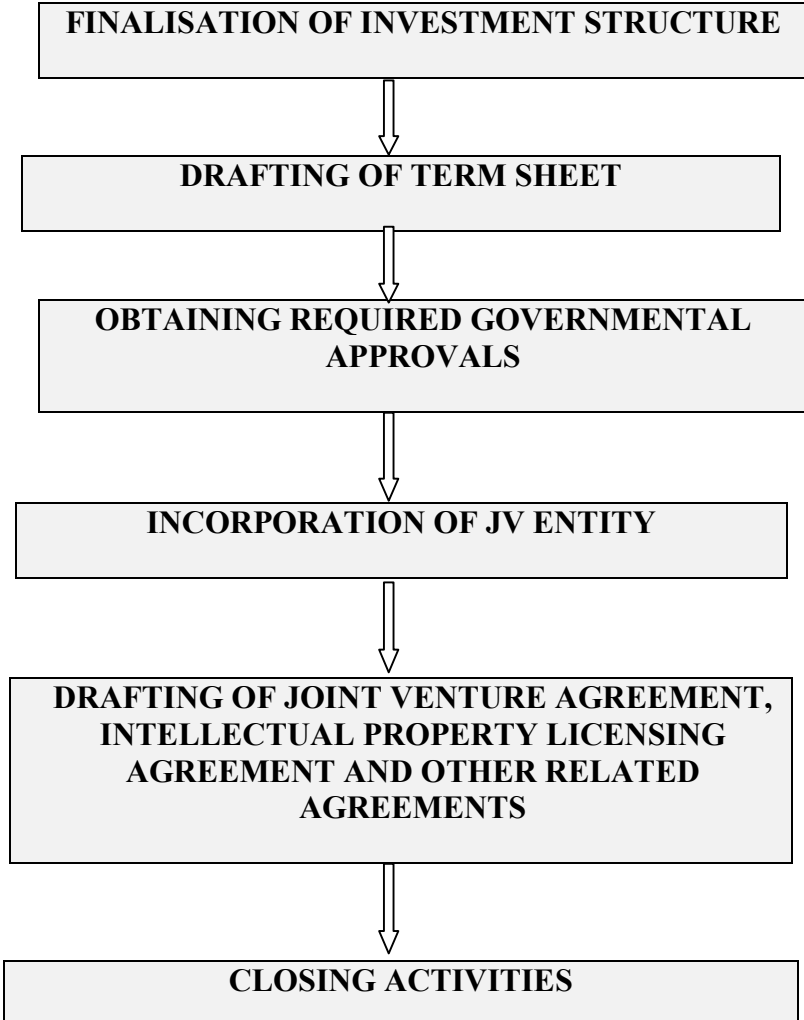 FINALISATION OF INVESTMENT STRUCTURE
DRAFTING OF TERM SHEET
OBTAINING REQUIRED GOVERNMENTAL
APPROVALS
INCORPORATION OF JV ENTITY
DRAFTING OF JOINT VENTURE AGREEMENT,
INTELLECTUAL PROPERTY LICENSING
AGREEMENT AND OTHER RELATED
AGREEMENTS
CLOSING ACTIVITIES